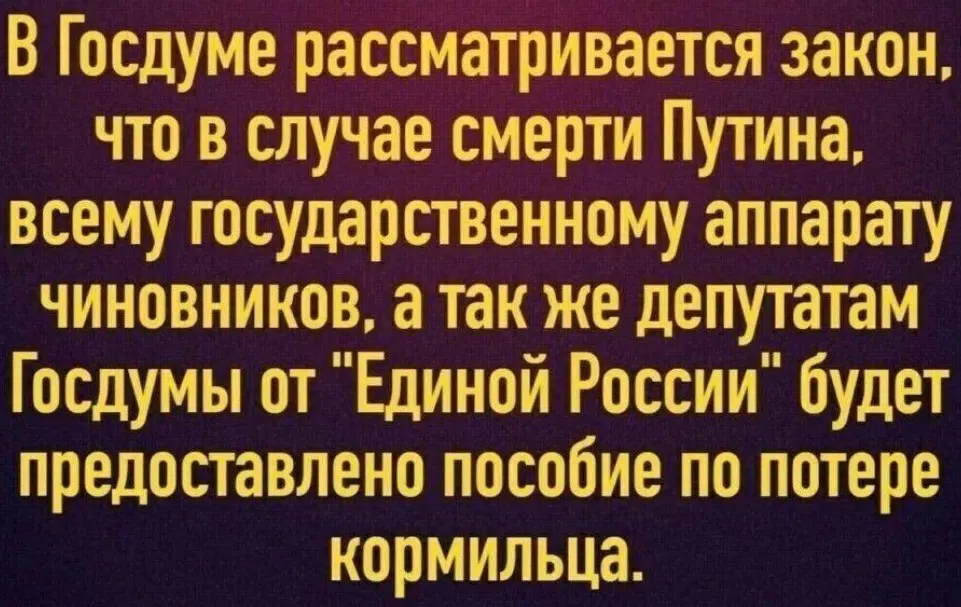 В Госдуме рассматривается закон,
что в случае смерти Путина,
всему государственному аппарату
чиновников, а так же депутатам
Госдумы от "Единой России" будет
предоставлено пособие по потере
кормильца.